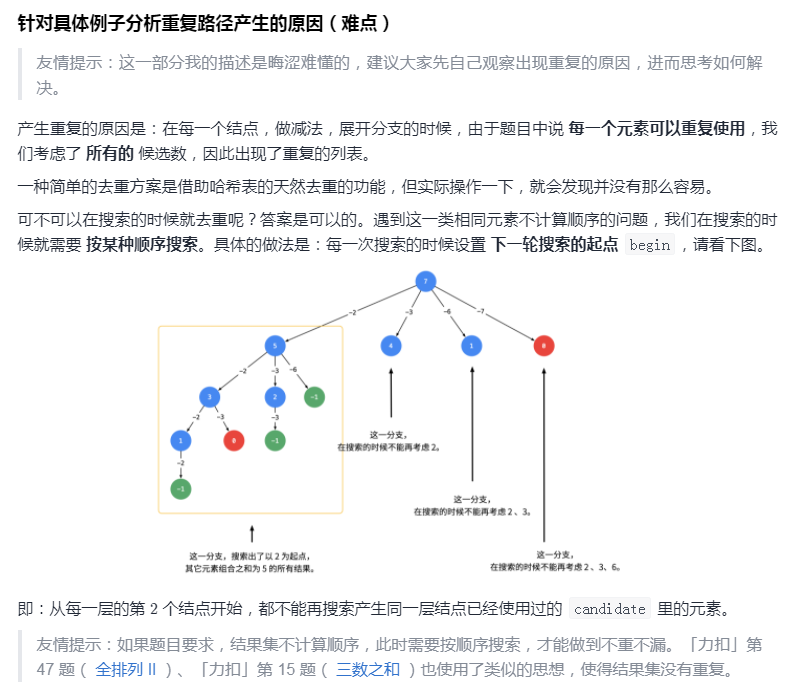 针对具体例子分析重复路径产生的原因（难点）
友情提示：这一部分我的描述是晦涩难懂的，建议大家先自己观察出现重复的原因，进而思考如何解
决。
产生重复的原因是：在每一个结点，做减法，展开分支的时候，由于题目中说 每一个元素可以重复使用，我
们考虑了 所有的 候选数，因此出现了重复的列表。
一种简单的去重方案是借助哈希表的天然去重的功能，但实际操作一下，就会发现并没有那么容易。
可不可以在搜索的时候就去重呢？答案是可以的。遇到这一类相同元素不计算顺序的问题，我们在搜索的时
候就需要 按某种顺序搜索。具体的做法是：每一次搜索的时候设置 下一轮搜索的起点 begin ，请看下图。
7
-2
-3
-6
-7
5
4
1
0
-2
-3
-6
3
2
-1
-2
-3
-3
1
0
-1
-2
-1
这一分支，
在搜索的时候不能再考虑 2。
这一分支，
在搜索的时候不能再考虑 2、3。
这一分支，
在搜索的时候不能再考虑 2、3、6。
这一分支，搜索出了以 2 为起点，
其它元素组合之和为 5 的所有结果。
即：从每一层的第 2 个结点开始，都不能再搜索产生同一层结点已经使用过的 candidate 里的元素。
友情提示：如果题目要求，结果集不计算顺序，此时需要按顺序搜索，才能做到不重不漏。「力扣」第
47 题（ 全排列 II ）、「力扣」第 15 题（ 三数之和 ）也使用了类似的思想，使得结果集没有重复。